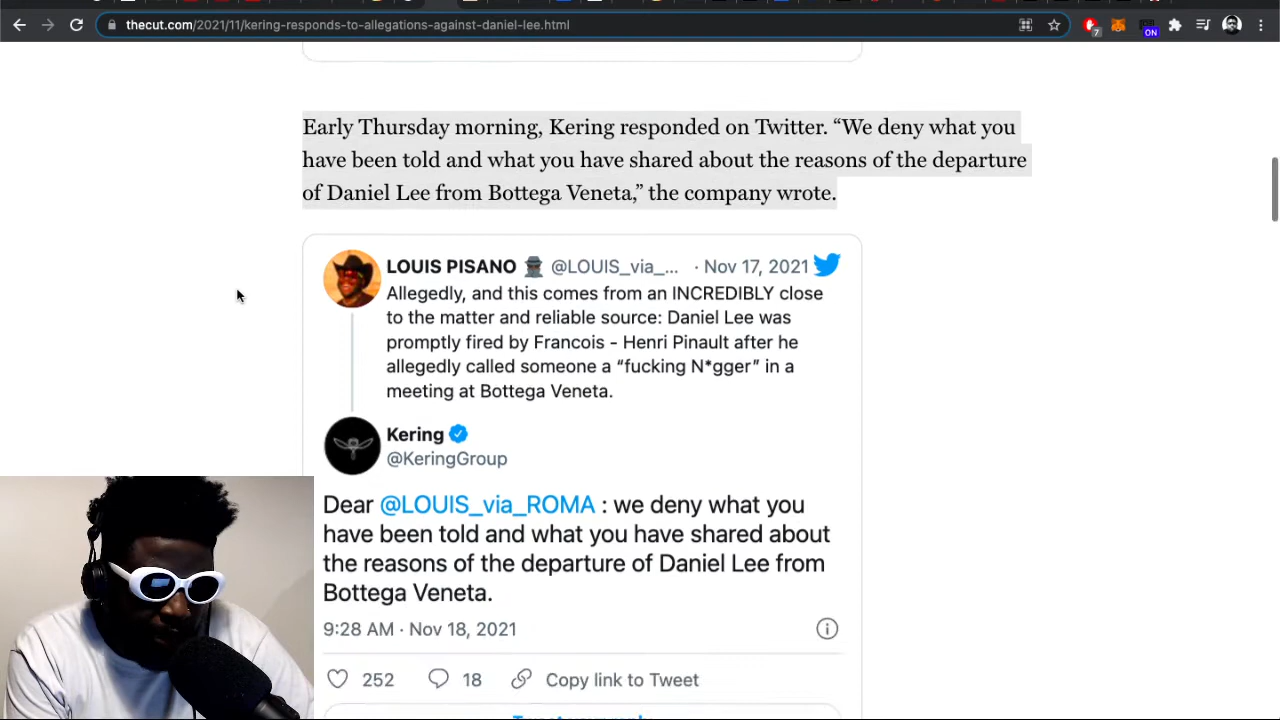 thecut.com/2021/11/kering-responds-to-allegations-against-daniel-lee.html
7
ON
Early Thursday morning, Kering responded on Twitter. “We deny what you
have been told and what you have shared about the reasons of the departure
of Daniel Lee from Bottega Veneta,” the company wrote.
LOUIS PISANO @LOUIS_via_... · Nov 17, 2021
Allegedly, and this comes from an INCREDIBLY close
to the matter and reliable source: Daniel Lee was
promptly fired by Francois - Henri Pinault after he
allegedly called someone a “fucking N*gger” in a
meeting at Bottega Veneta.
Kering
@KeringGroup
Dear @LOUIS_via_ROMA : we deny what you
have been told and what you have shared about
the reasons of the departure of Daniel Lee from
Bottega Veneta.
9:28 AM · Nov 18, 2021
252 18 Copy link to Tweet